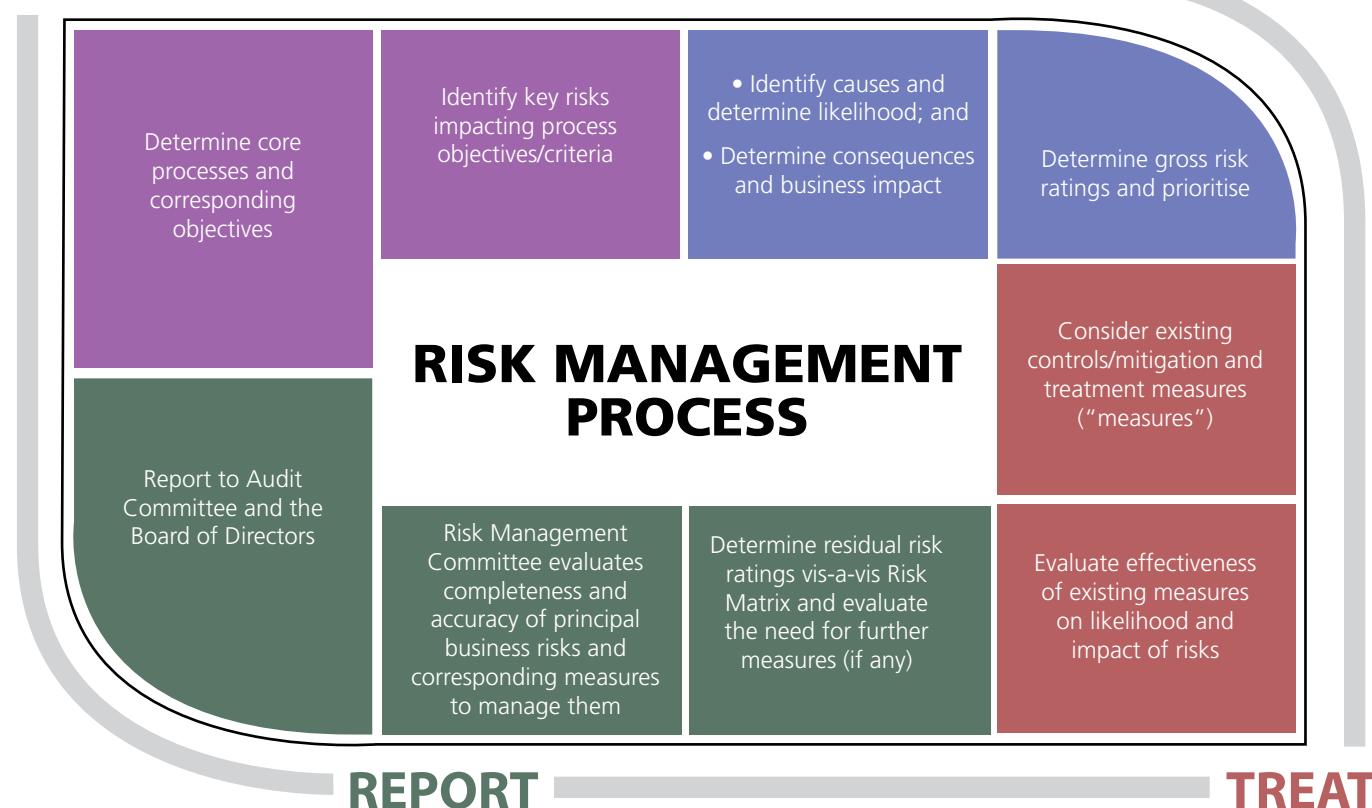 Determine core
processes and
corresponding
objectives
Identify key risks
impacting process
objectives/criteria
• Identify causes and
determine likelihood; and
• Determine consequences
and business impact
Determine gross risk
ratings and prioritise
RISK MANAGEMENT
PROCESS
Consider existing
controls/mitigation and
treatment measures
(“measures”)
Evaluate effectiveness
of existing measures
on likelihood and
impact of risks
Determine residual risk
ratings vis-a-vis Risk
Matrix and evaluate
the need for further
measures (if any)
Risk Management
Committee evaluates
completeness and
accuracy of principal
business risks and
corresponding measures
to manage them
Report to Audit
Committee and the
Board of Directors
REPORT
TREAT